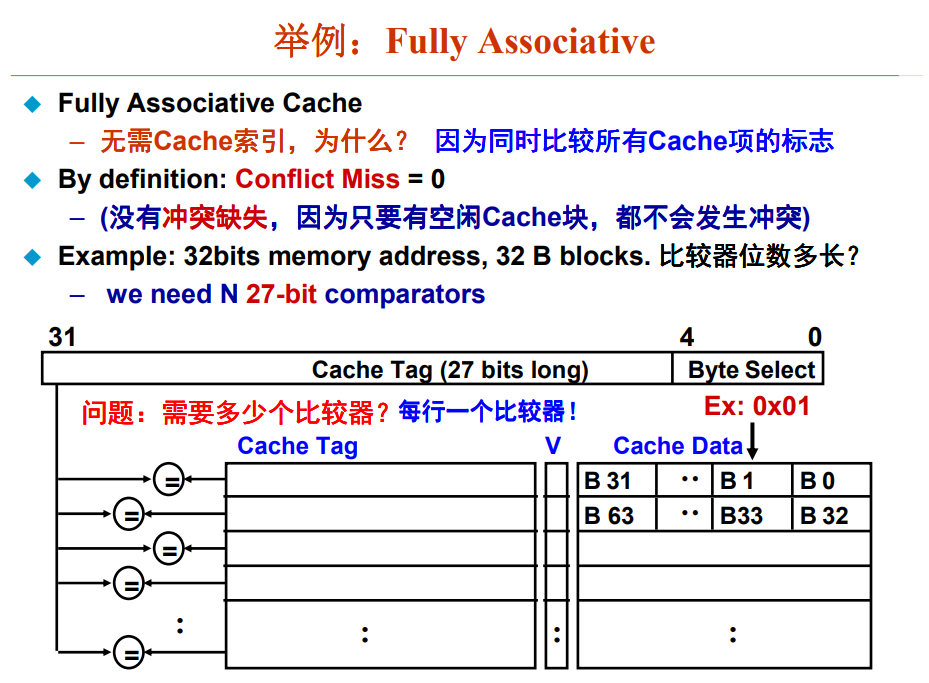 举例：Fully Associative
Fully Associative Cache
– 无需Cache索引，为什么？ 因为同时比较所有Cache项的标志
By definition: Conflict Miss = 0
– (没有冲突缺失，因为只要有空闲Cache块，都不会发生冲突)
Example: 32bits memory address, 32 B blocks. 比较器位数多长？
– we need N 27-bit comparators
31 4 0
Cache Tag (27 bits long) Byte Select
问题：需要多少个比较器？每行一个比较器！ Ex: 0x01
Cache Tag V Cache Data
= B 31 ·· B 1 B 0
= B 63 ·· B33 B 32
=
=
: : : :
=